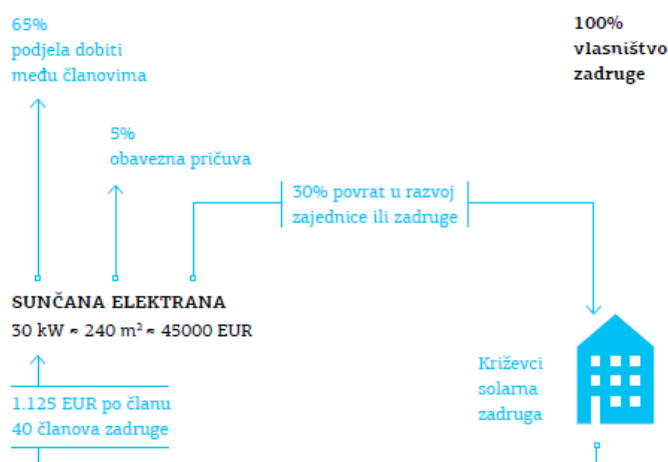 65%
podjela dobiti
među članovima
100%
vlasništvo
zadruge
5%
obavezna pričuva
30% povrat u razvoj
zajednice ili zadruge
SUNČANA ELEKTRANA
30 kW ≈ 240 m² ≈ 45000 EUR
1.125 EUR po članu
40 članova zadruge
Križevci
solarna
zadruga